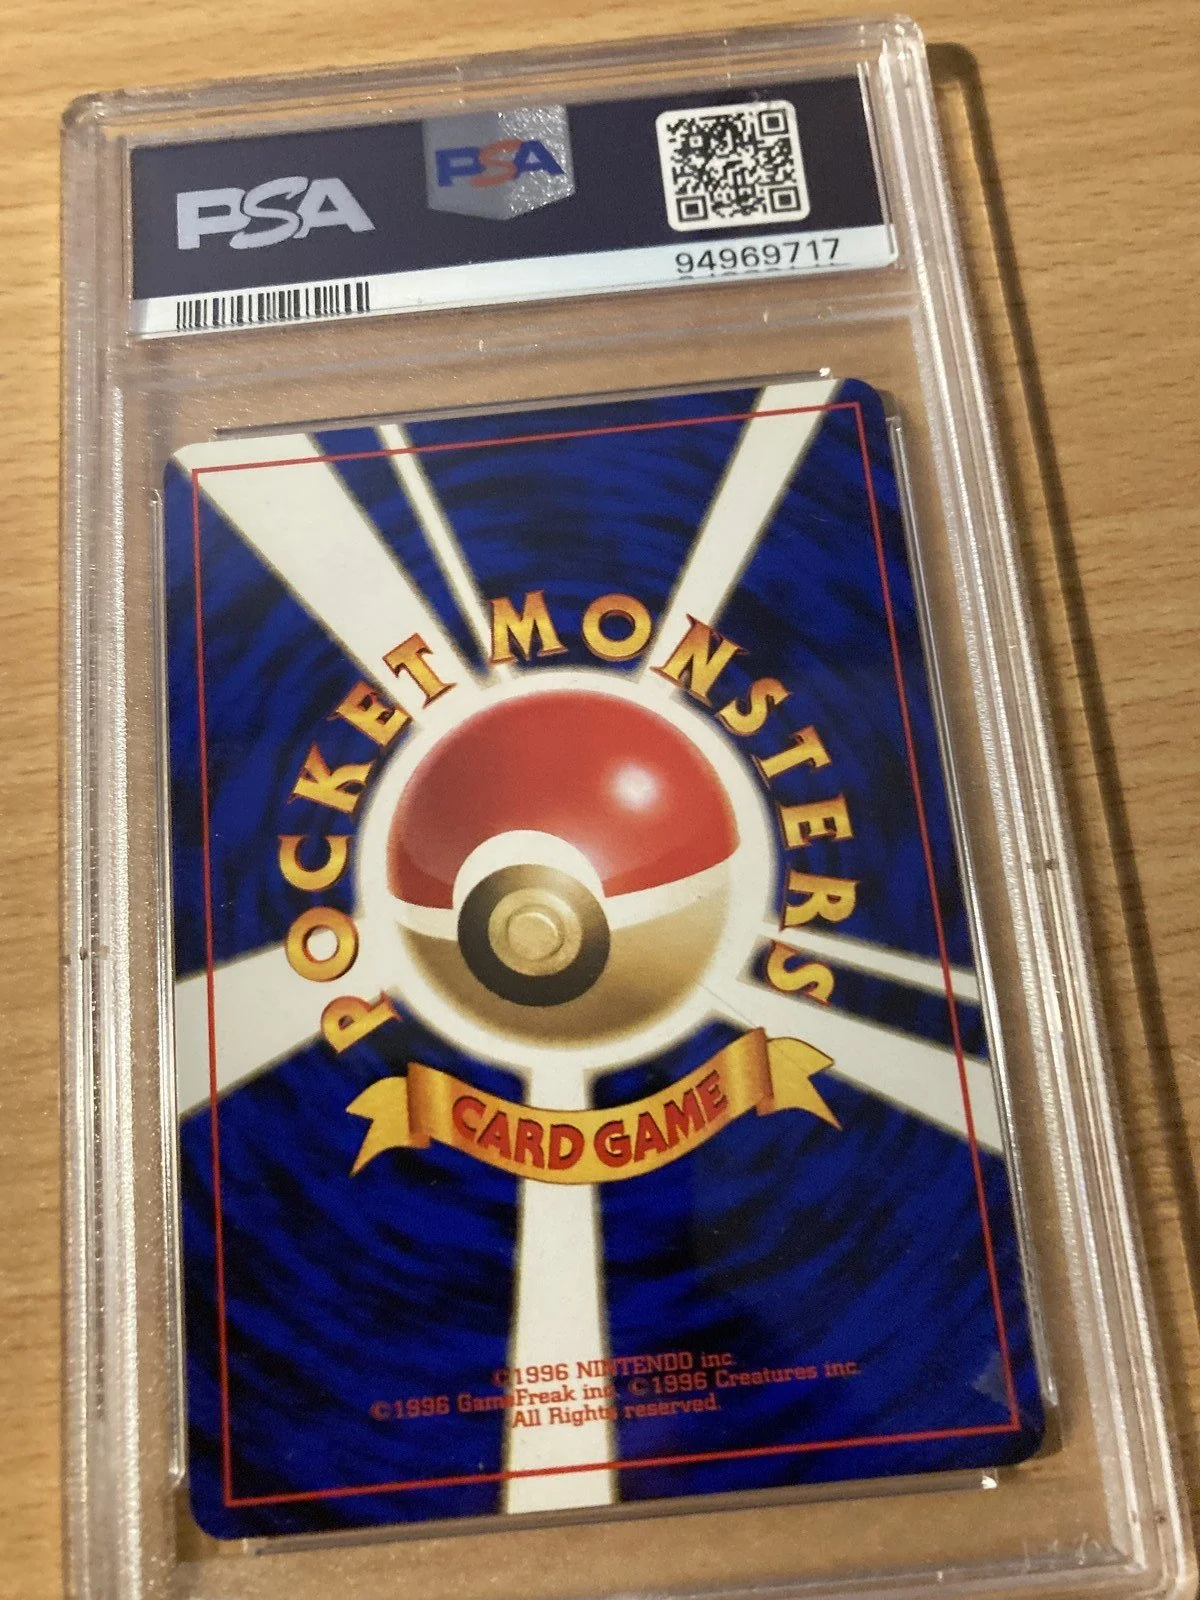 PSA
PSA
94969717
POCKET MONSTERS
CARD GAME
©1996 NINTENDO inc.
©1996 GameFreak inc. ©1996 Creatures inc.
All Rights reserved.